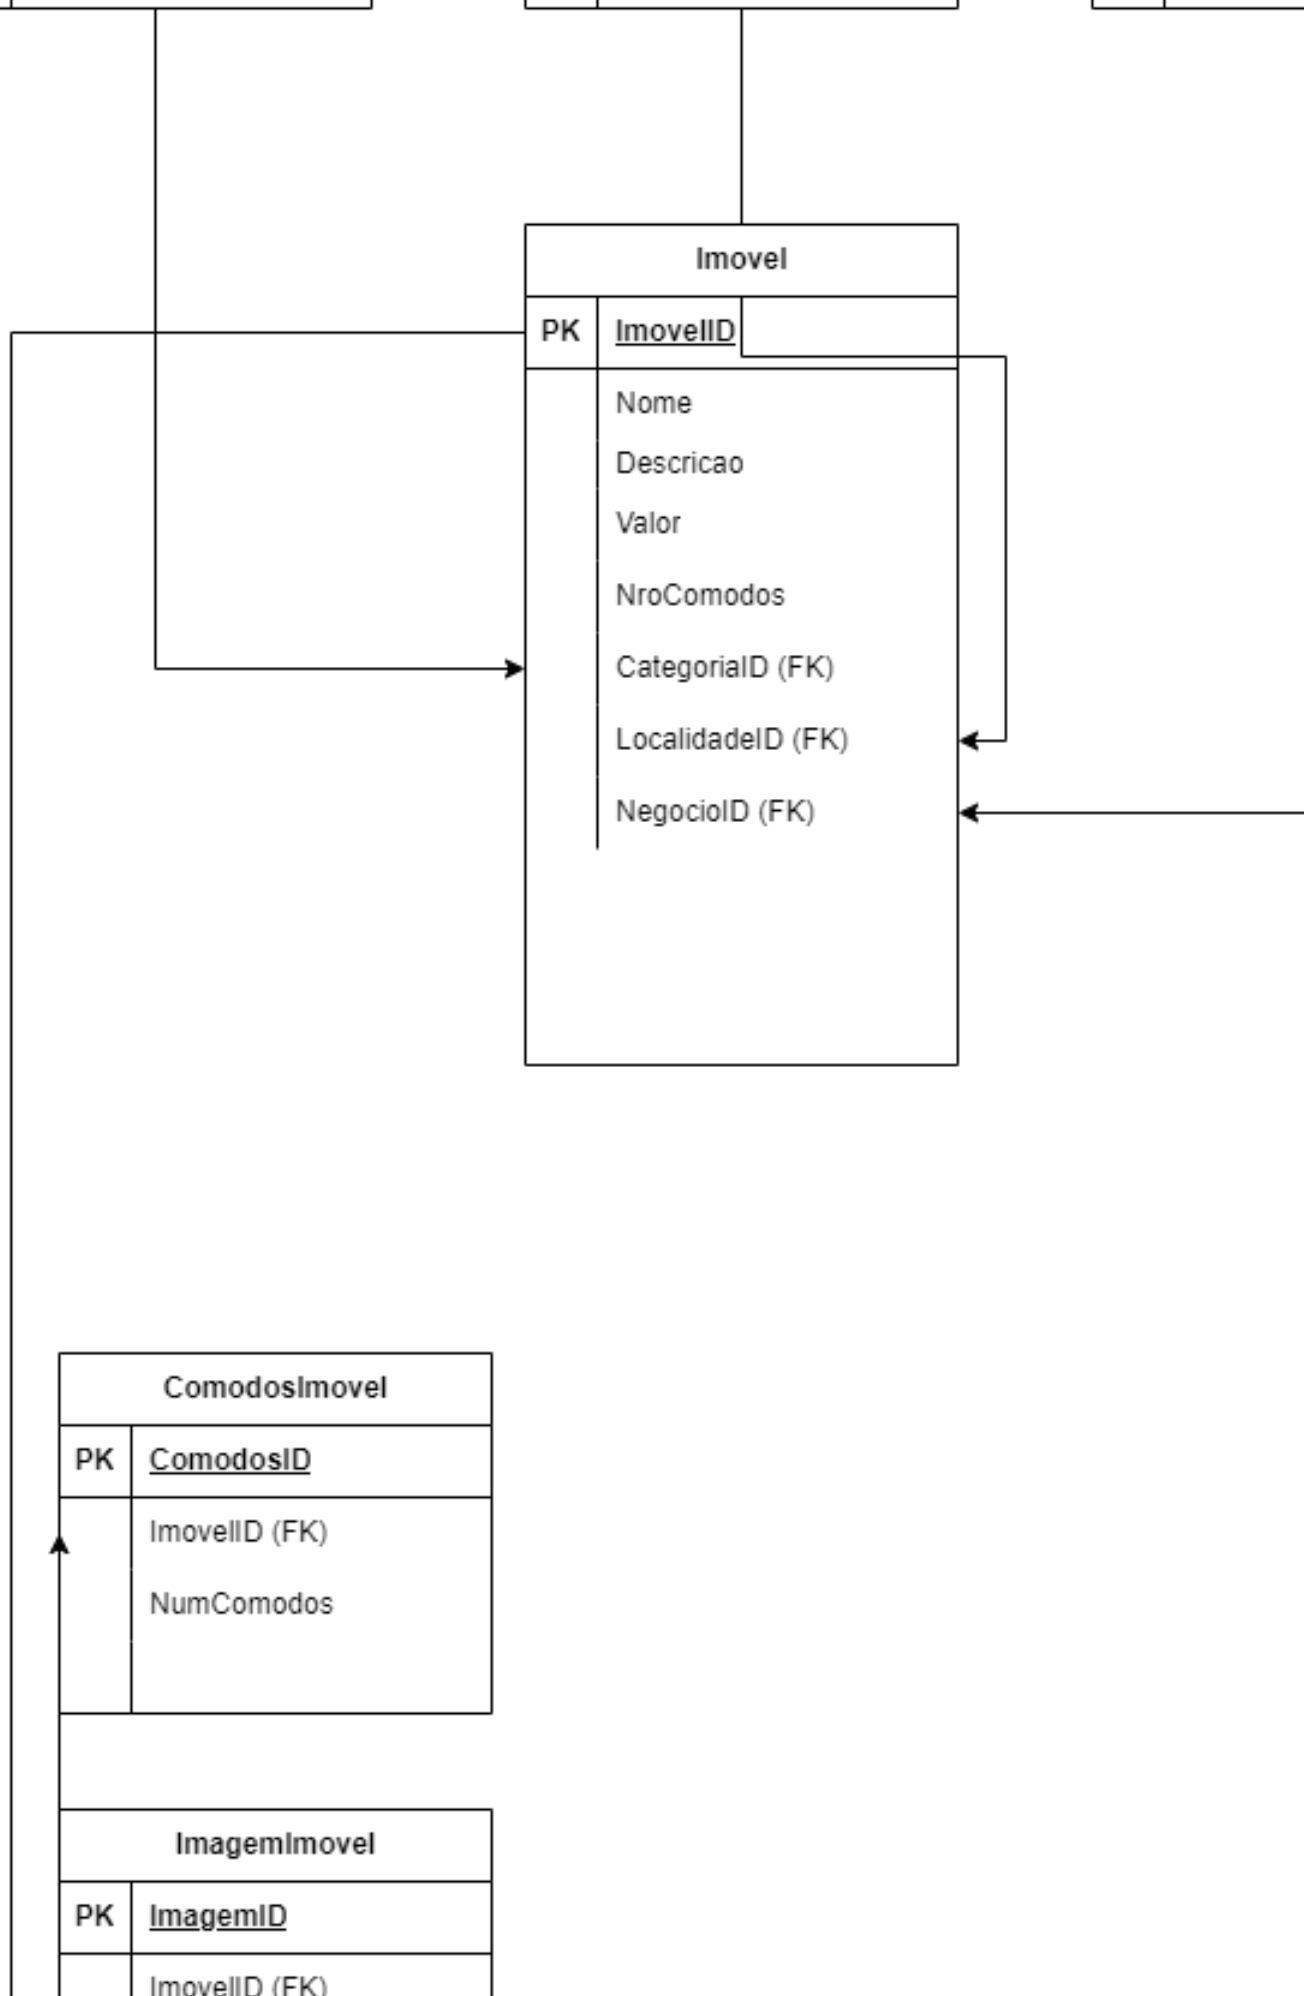 Imovel
PK ImovelID
Nome
Descricao
Valor
NroComodos
CategoriaID (FK)
LocalidadeID (FK)
NegocioID (FK)
ComodosImovel
PK ComodosID
ImovelID (FK)
NumComodos
ImagemImovel
PK ImagemID
ImovelID (FK)